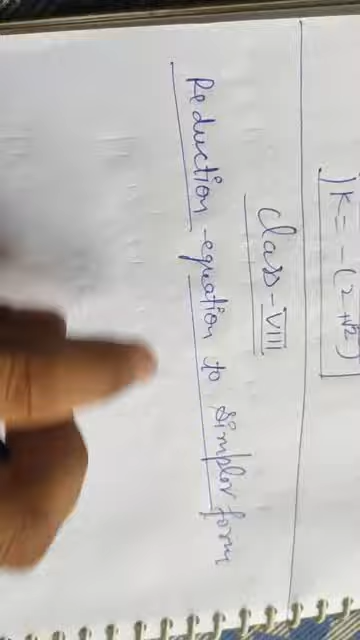 ) K = -(2+√2)
Class-VIII
Reduction equation to simpler form